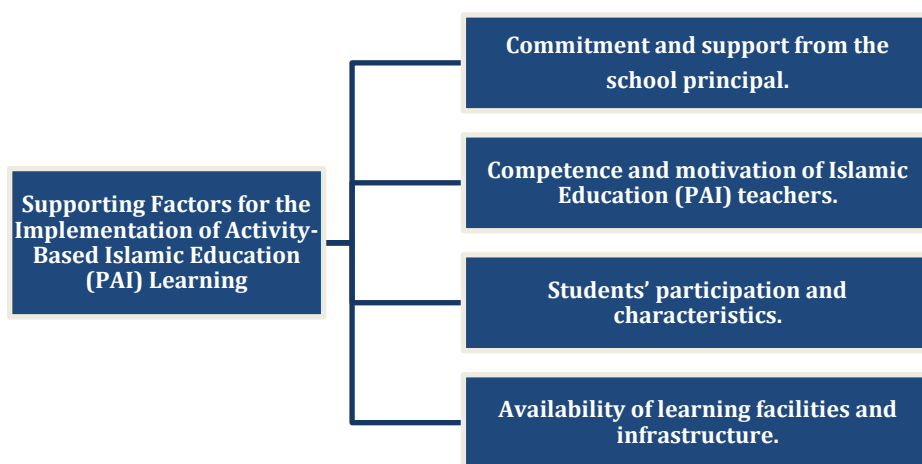 Supporting Factors for the
Implementation of Activity-
Based Islamic Education
(PAI) Learning
Commitment and support from the
school principal.
Competence and motivation of Islamic
Education (PAI) teachers.
Students’ participation and
characteristics.
Availability of learning facilities and
infrastructure.